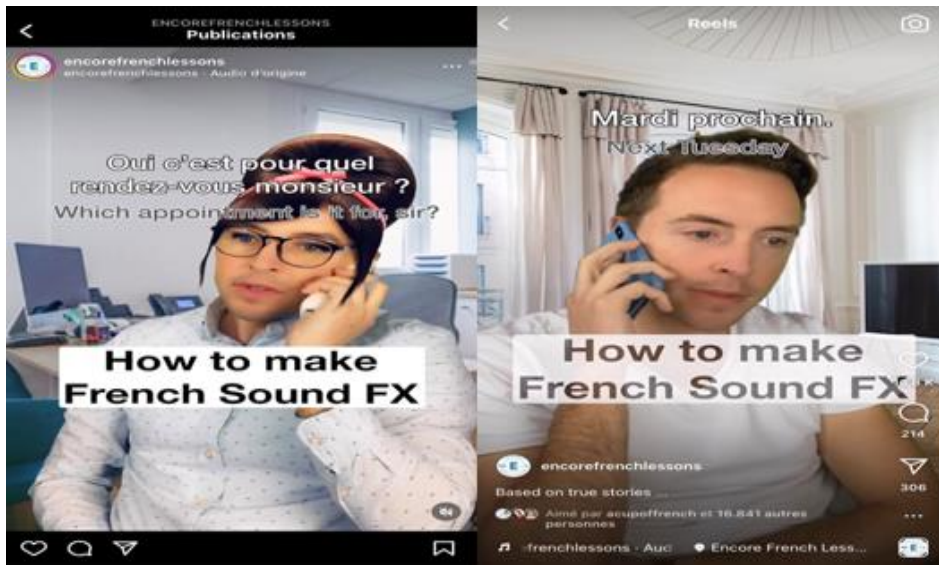 ENCOREFRENCHLESSONS
Publications
encorefrenchlessons
encorefrenchlessons · Audio d'origine
Oui c'est pour quel
rendez-vous monsieur ?
Which appointment is it for, sir?
How to make
French Sound FX
Reels
Mardi prochain.
Next Tuesday
How to make
French Sound FX
214
306
encorefrenchlessons
Based on true stories ...
Aimé par acupoffrench et 16.841 autres
personnes
frenchlessons · Aud
Encore French Less...